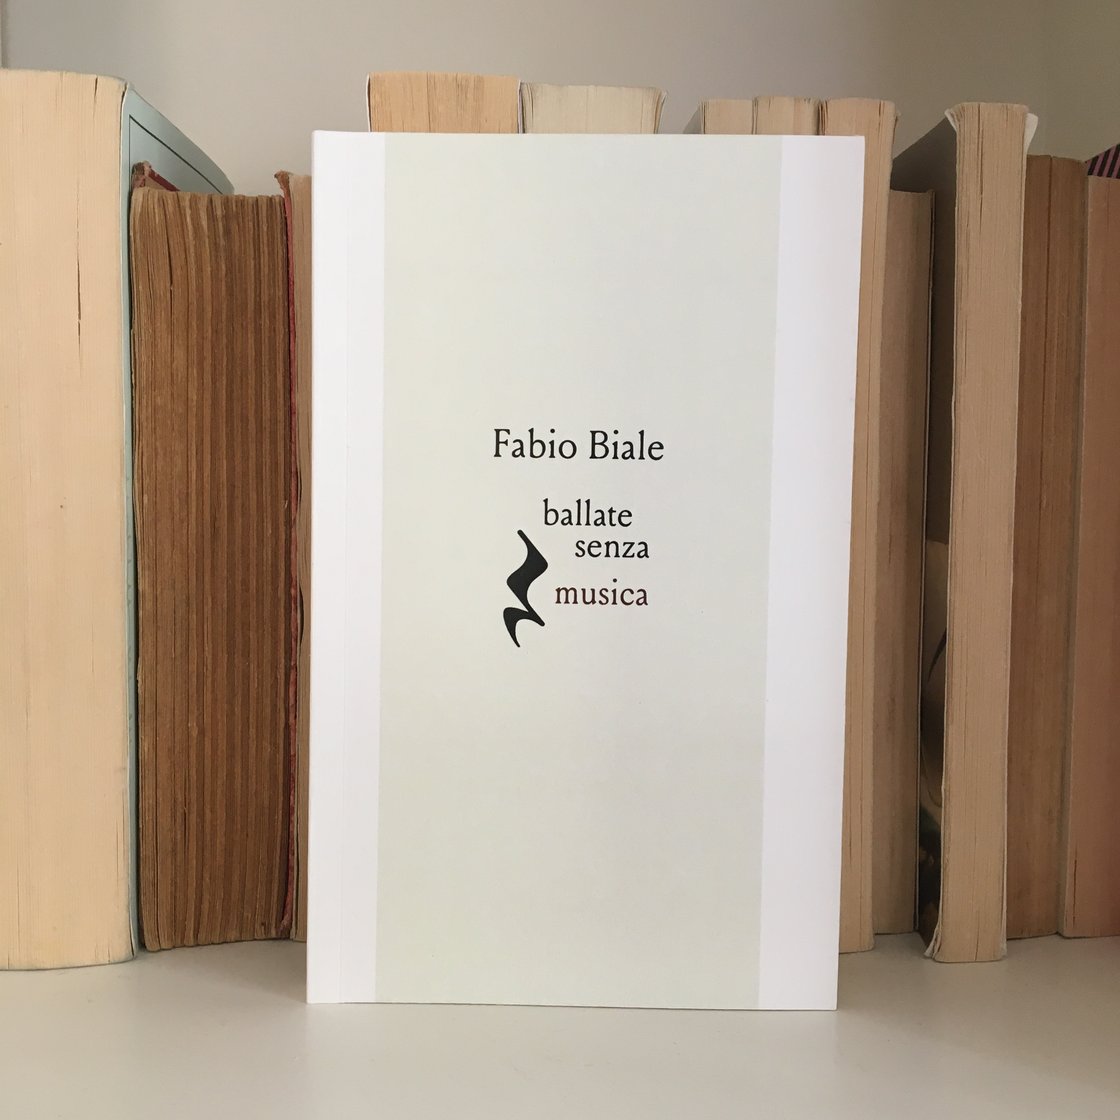 Fabio Biale
ballate
senza
musica